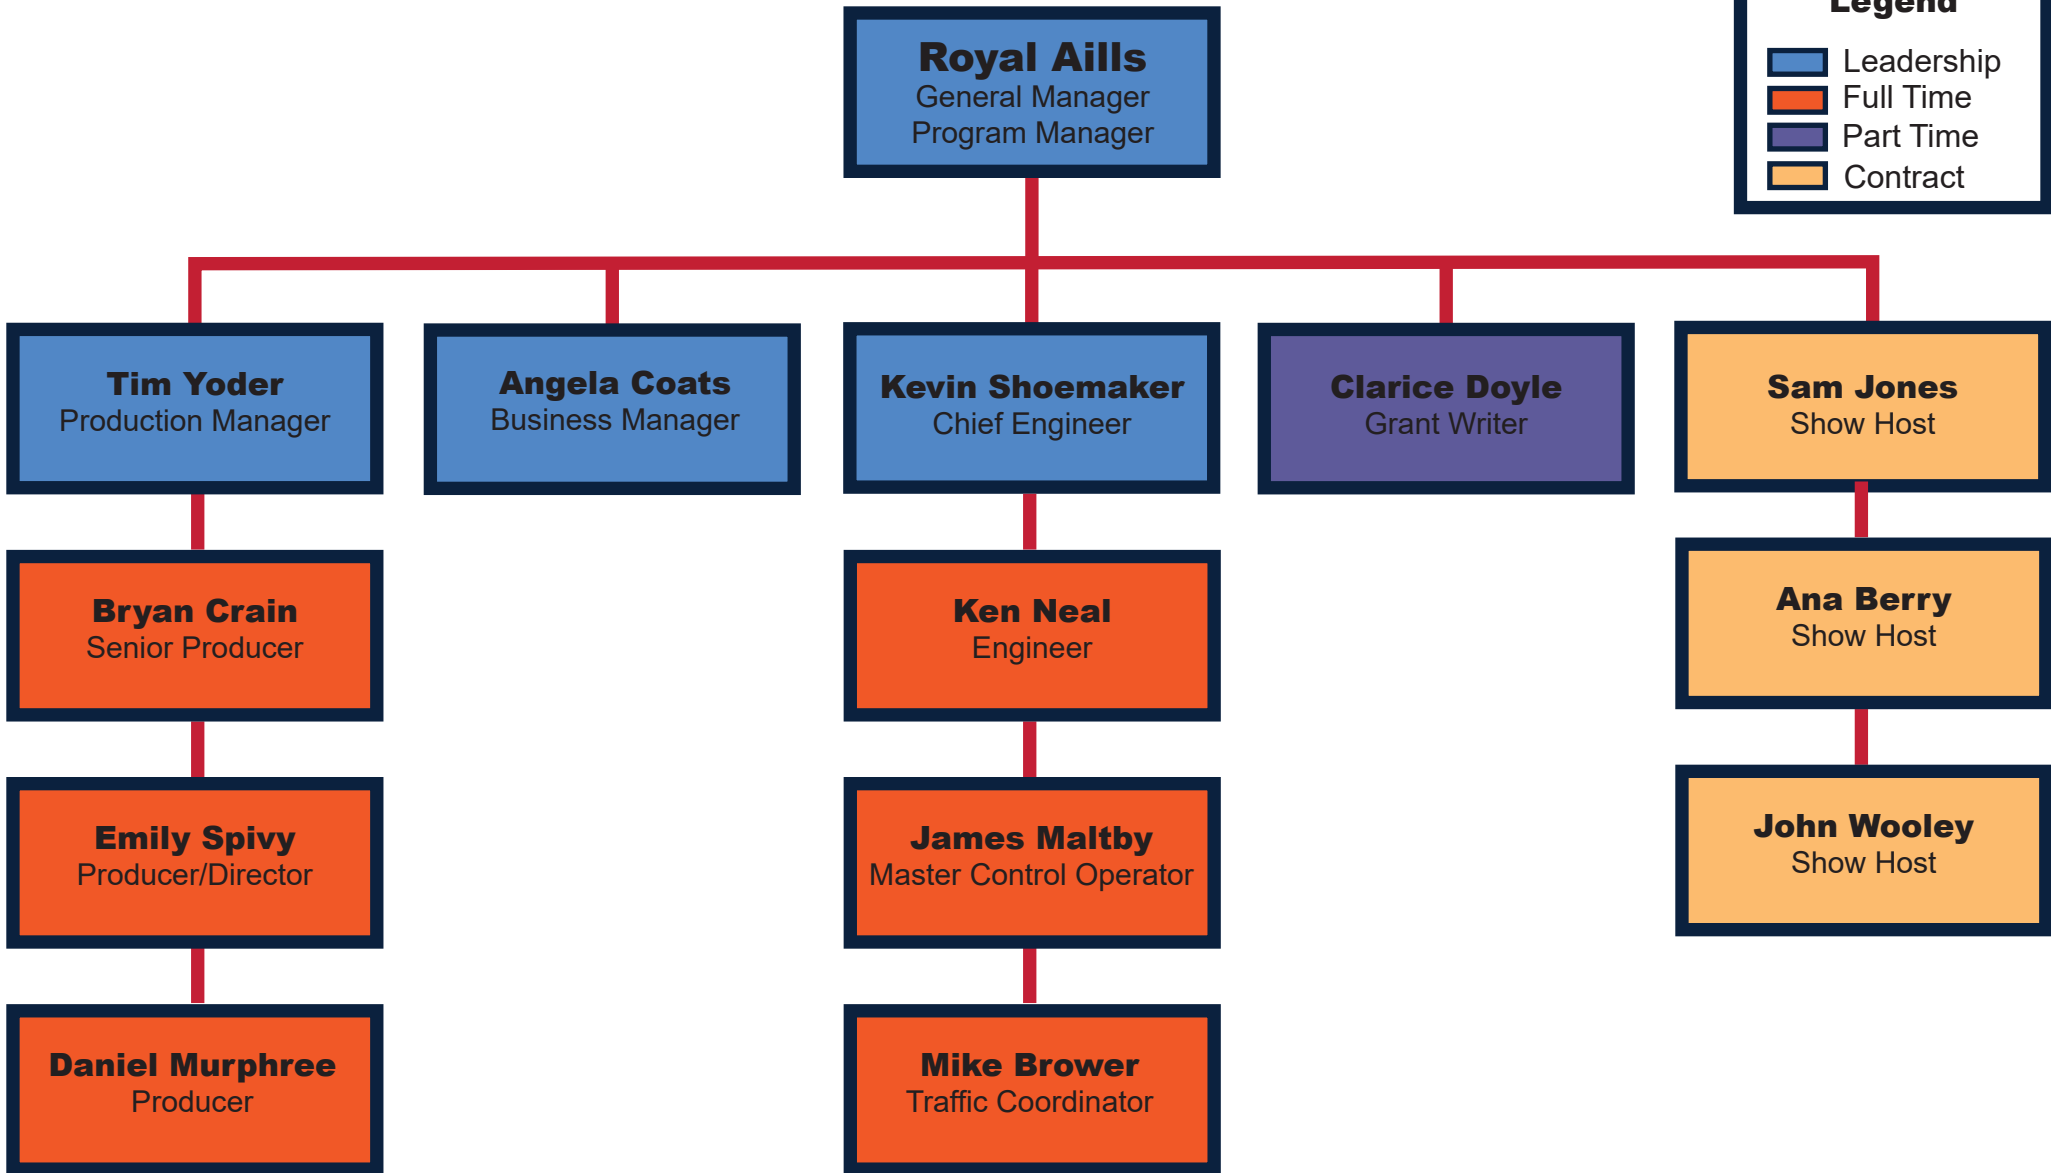 Legend
Leadership
Full Time
Part Time
Contract
Royal Aills
General Manager
Program Manager
Tim Yoder
Production Manager
Angela Coats
Business Manager
Kevin Shoemaker
Chief Engineer
Clarice Doyle
Grant Writer
Sam Jones
Show Host
Bryan Crain
Senior Producer
Ken Neal
Engineer
Ana Berry
Show Host
Emily Spivy
Producer/Director
James Maltby
Master Control Operator
John Wooley
Show Host
Daniel Murphree
Producer
Mike Brower
Traffic Coordinator